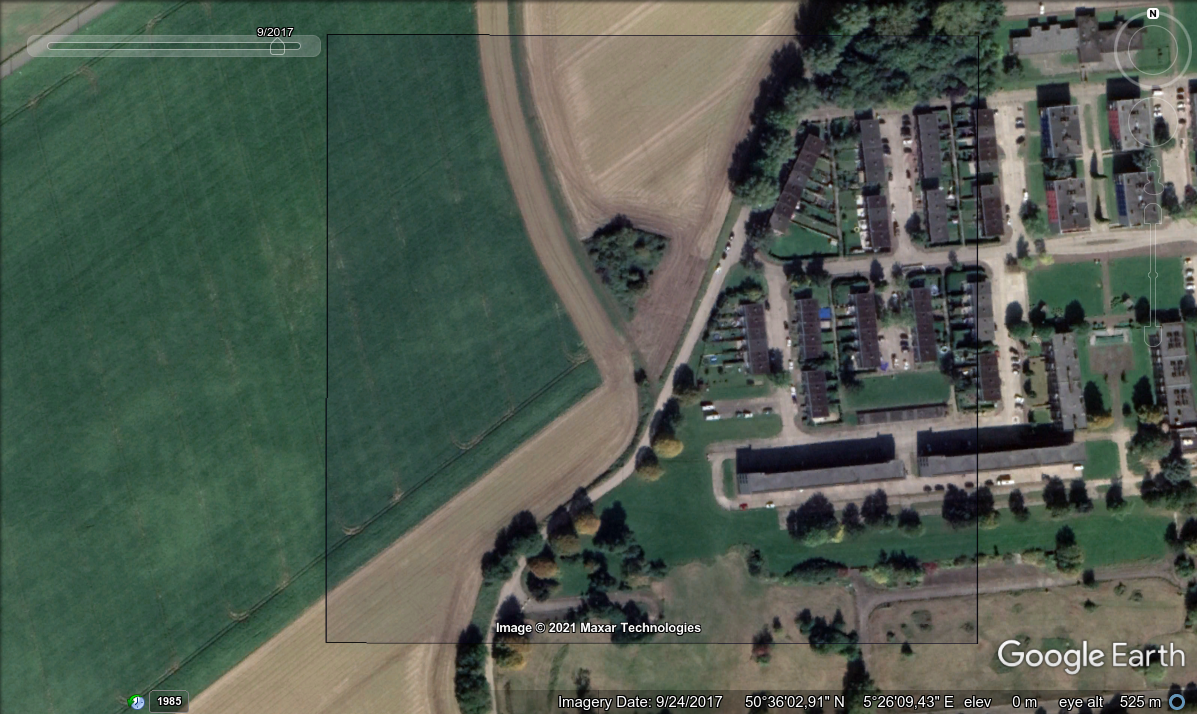 9/2017
N
Image © 2021 Maxar Technologies
Google Earth
1985
Imagery Date: 9/24/2017 50°36'02,91" N 5°26'09,43" E elev 0 m eye alt 525 m